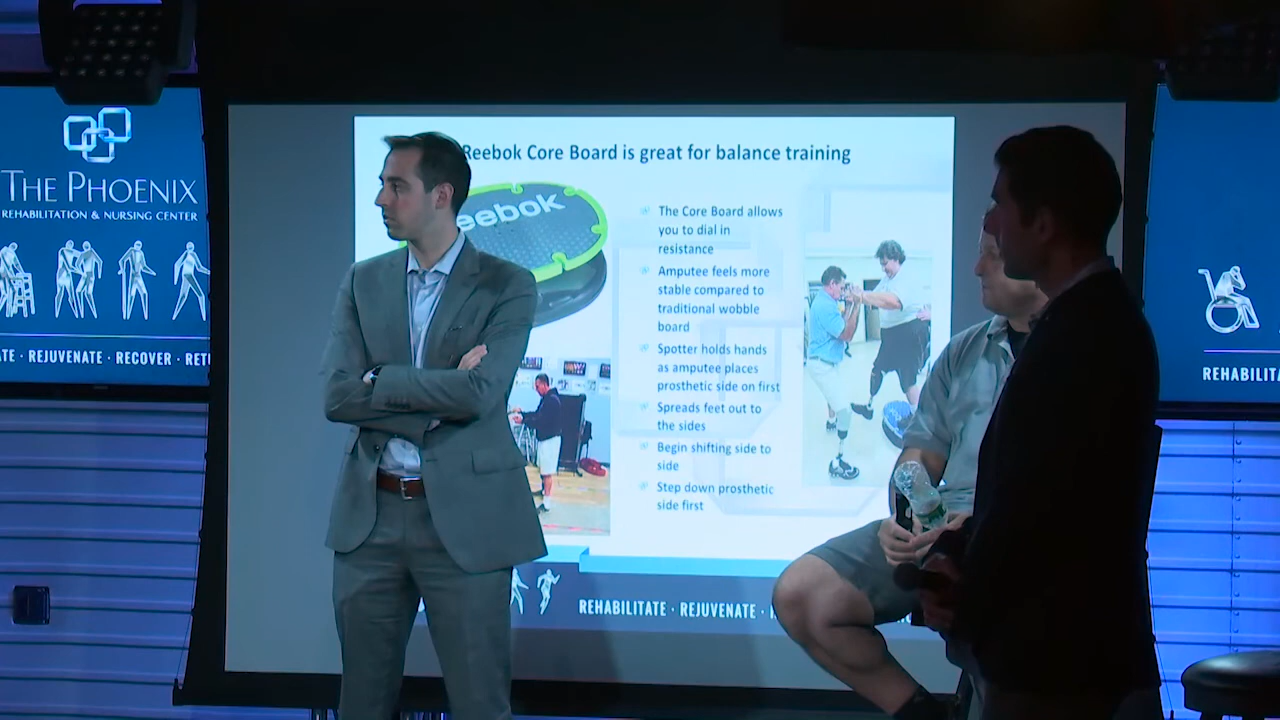 THE PHOENIX
REHABILITATION & NURSING CENTER
· REJUVENATE · RECOVER ·
Reebok Core Board is great for balance training
eebok
The Core Board allows
you to dial in
resistance
Amputee feels more
stable compared to
traditional wobble
board
Spotter holds hands
as amputee places
prosthetic side on first
Spreads feet out to
the sides
Begin shifting side to
side
Step down prosthetic
side first
REHABILITATE · REJUVENATE ·
REHABILITA